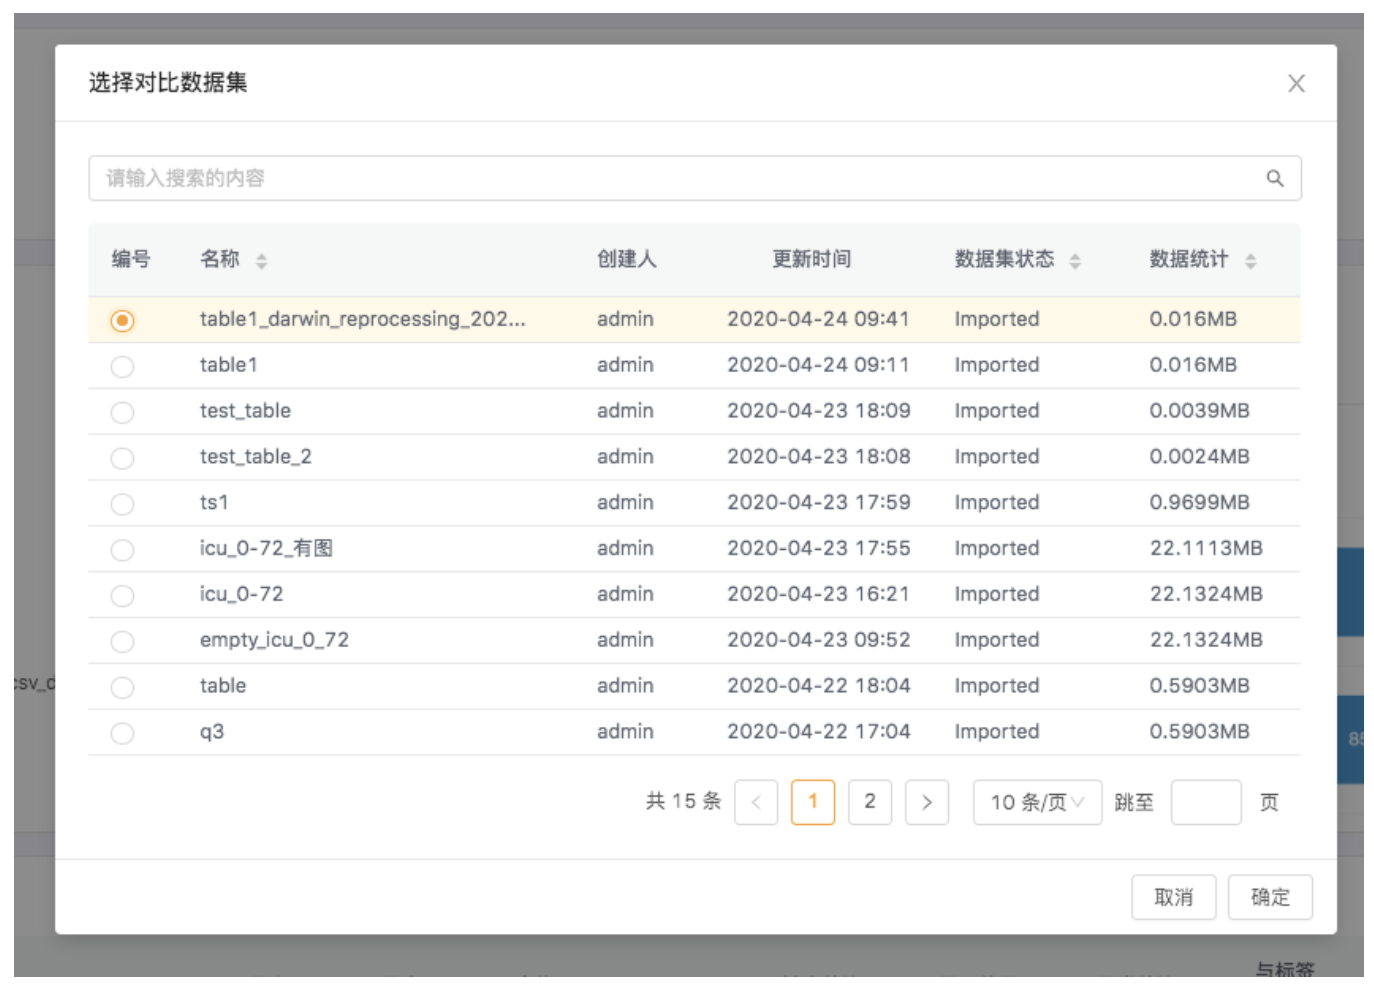 选择对比数据集
请输入搜索的内容
编号 名称 创建人 更新时间 数据集状态 数据统计
table1_darwin_reprocessing_202... admin 2020-04-24 09:41 Imported 0.016MB
table1 admin 2020-04-24 09:11 Imported 0.016MB
test_table admin 2020-04-23 18:09 Imported 0.0039MB
test_table_2 admin 2020-04-23 18:08 Imported 0.0024MB
ts1 admin 2020-04-23 17:59 Imported 0.9699MB
icu_0-72_有图 admin 2020-04-23 17:55 Imported 22.1113MB
icu_0-72 admin 2020-04-23 16:21 Imported 22.1324MB
empty_icu_0_72 admin 2020-04-23 09:52 Imported 22.1324MB
table admin 2020-04-22 18:04 Imported 0.5903MB
q3 admin 2020-04-22 17:04 Imported 0.5903MB
共 15 条 < 1 2 > 10 条/页 跳至 页
取消 确定
与标签